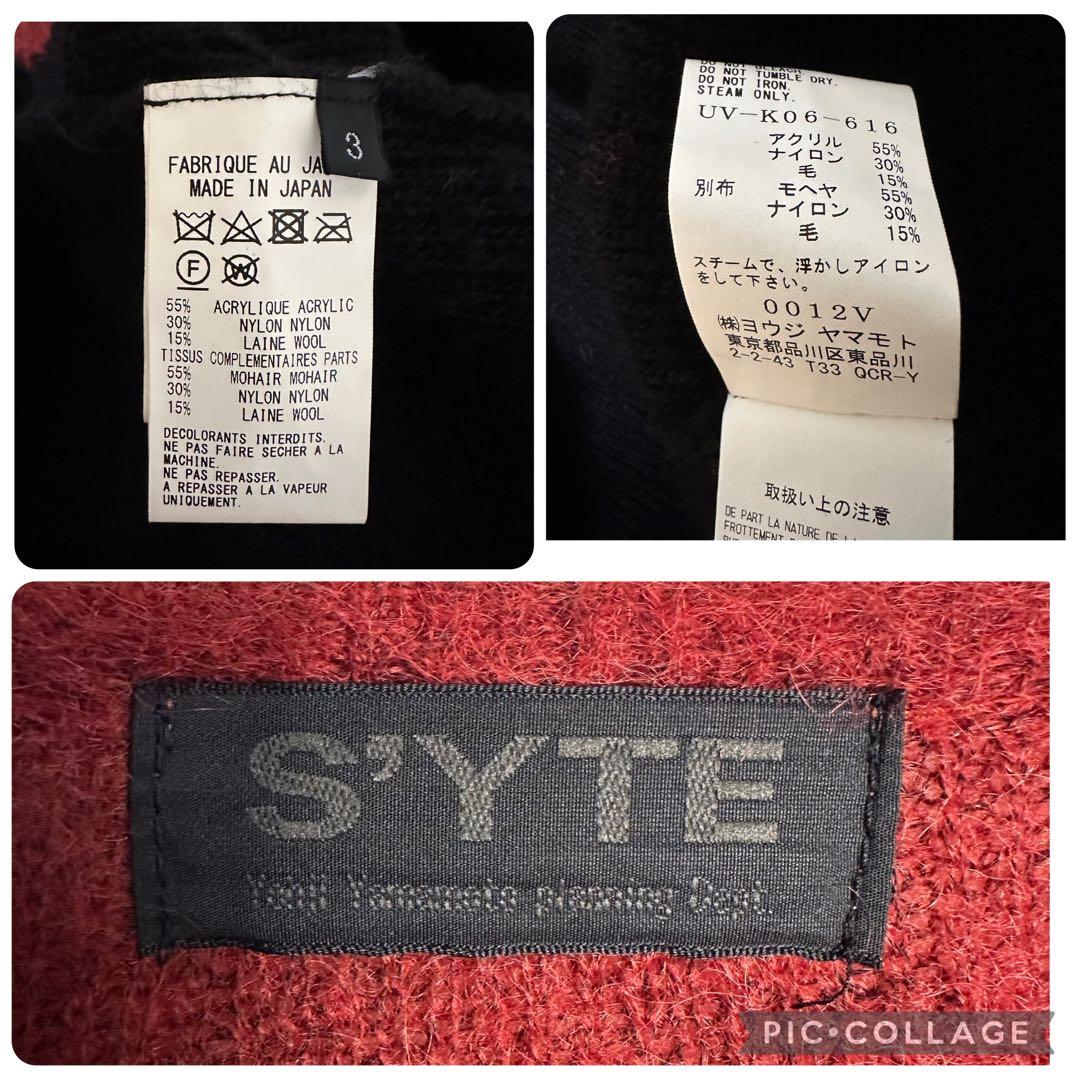 3
FABRIQUE AU JA
MADE IN JAPAN
F W
55% ACRYLIQUE ACRYLIC
30% NYLON NYLON
15% LAINE WOOL
TISSUS COMPLEMENTAIRES PARTS
55% MOHAIR MOHAIR
30% NYLON NYLON
15% LAINE WOOL
DECOLORANTS INTERDITS.
NE PAS FAIRE SECHER A LA
MACHINE.
NE PAS REPASSER.
A REPASSER A LA VAPEUR
UNIQUEMENT.
DO NOT BLEACH.
DO NOT TUMBLE DRY.
DO NOT IRON.
STEAM ONLY.
UV-K06-616
アクリル 55%
ナイロン 30%
毛 15%
別布 モヘヤ 55%
ナイロン 30%
毛 15%
スチームで、浮かしアイロン
をして下さい。
0012V
㈱ヨウジ ヤマモト
東京都品川区東品川
2-2-43 T33 QCR-Y
取扱い上の注意
DE PART LA NATURE DE L
FROTTEMENT
S'YTE
Yohji Yamamoto planning Dept.
PIC•COLLAGE